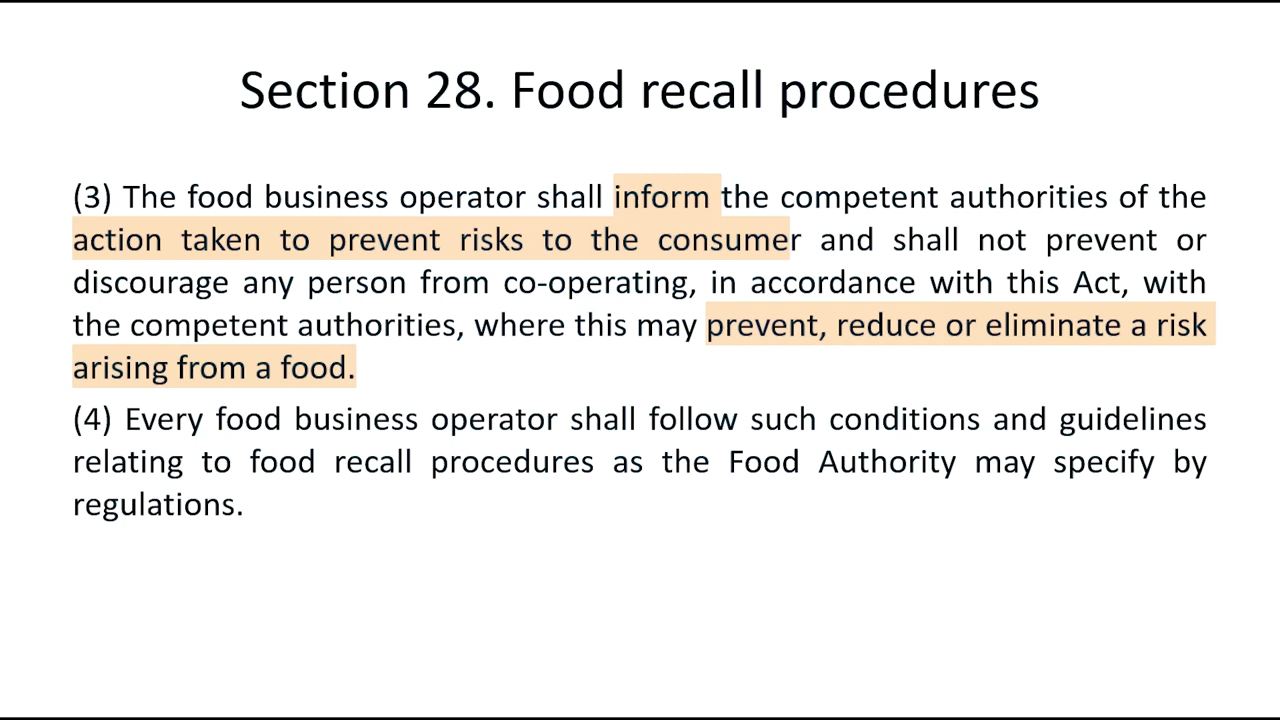 Section 28. Food recall procedures
(3) The food business operator shall inform the competent authorities of the
action taken to prevent risks to the consumer and shall not prevent or
discourage any person from co-operating, in accordance with this Act, with
the competent authorities, where this may prevent, reduce or eliminate a risk
arising from a food.
(4) Every food business operator shall follow such conditions and guidelines
relating to food recall procedures as the Food Authority may specify by
regulations.